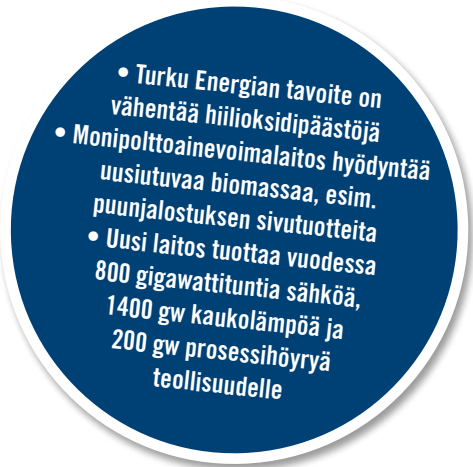 • Turku Energian tavoite on
vähentää hiilioksidipäästöjä
• Monipolttoainevoimalaitos hyödyntää
uusiutuvaa biomassaa, esim.
puunjalostuksen sivutuotteita
• Uusi laitos tuottaa vuodessa
800 gigawattituntia sähköä,
1400 gw kaukolämpöä ja
200 gw prosessihöyryä
teollisuudelle